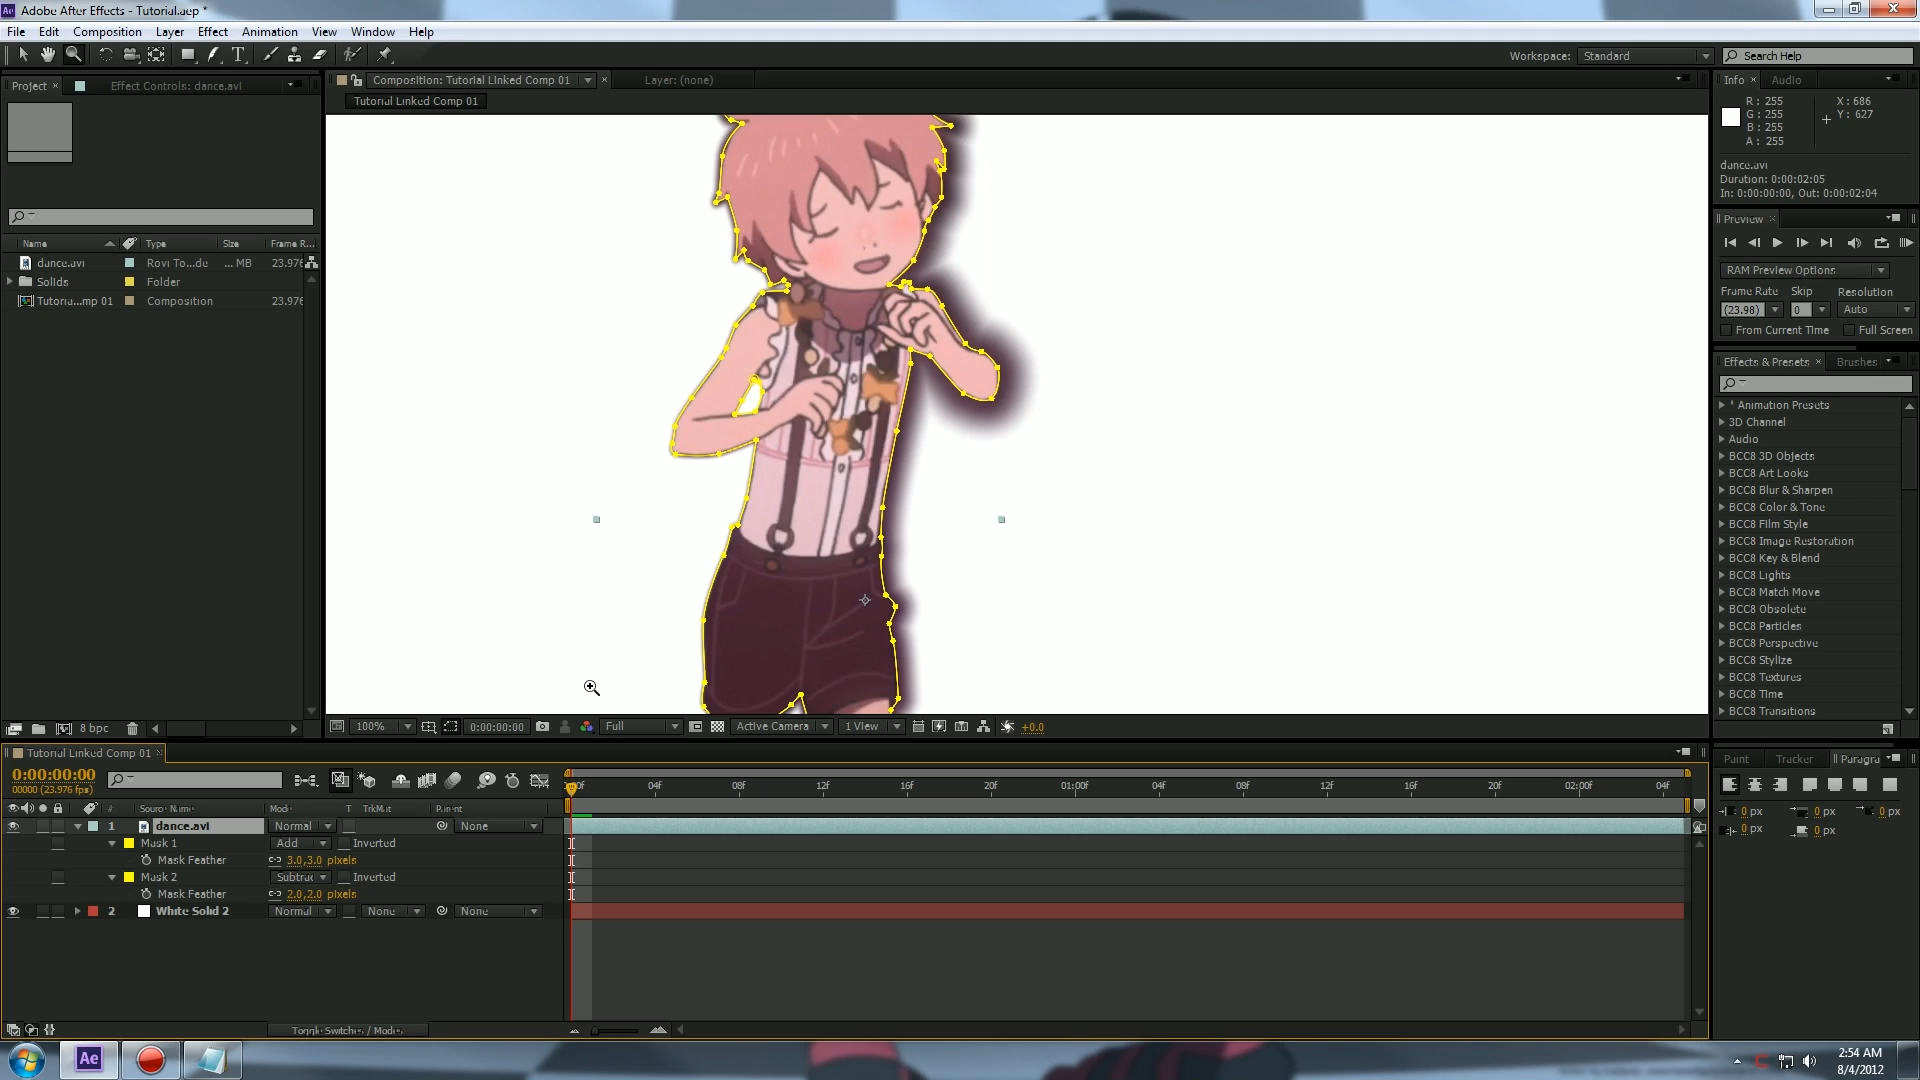 Adobe After Effects - Tutorial.aep *
File Edit Composition Layer Effect Animation View Window Help
Workspace: Standard Search Help
Project × Effect Controls: dance.avi
Composition: Tutorial Linked Comp 01 × Layer: (none)
Tutorial Linked Comp 01
Info × Audio
R: 255 X: 686
G: 255 Y: 627
B: 255
A: 255
dance.avi
Duration: 0:00:02:05
In: 0:00:00:00, Out: 0:00:02:04
Name Type Size Frame R...
dance.avi Rovi To...de ... MB 23.976
Solids Folder
Tutoria...mp 01 Composition 23.976
Preview ×
RAM Preview Options
Frame Rate Skip Resolution
(23.98) 0 Auto
From Current Time Full Screen
Effects & Presets × Brushes
* Animation Presets
3D Channel
Audio
BCC8 3D Objects
BCC8 Art Looks
BCC8 Blur & Sharpen
BCC8 Color & Tone
BCC8 Film Style
BCC8 Image Restoration
BCC8 Key & Blend
BCC8 Lights
BCC8 Match Move
BCC8 Obsolete
BCC8 Particles
BCC8 Perspective
BCC8 Stylize
BCC8 Textures
BCC8 Time
BCC8 Transitions
8 bpc
100% 0:00:00:00 Full Active Camera 1 View +0.0
Tutorial Linked Comp 01 ×
0:00:00:00
00000 (23.976 fps)
04f 08f 12f 16f 20f 01:00f 04f 08f 12f 16f 20f 02:00f 04f
# Source Name Mode T TrkMat Parent
1 dance.avi Normal None
Mask 1 Add Inverted
Mask Feather 3.0,3.0 pixels
Mask 2 Subtrac Inverted
Mask Feather 2.0,2.0 pixels
2 White Solid 2 Normal None None
Toggle Switches / Modes
Paint Tracker Paragra
0 px 0 px 0 px
0 px 0 px
Ae
2:54 AM
8/4/2012